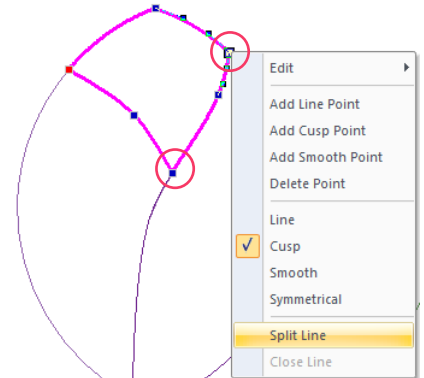 Edit
Add Line Point
Add Cusp Point
Add Smooth Point
Delete Point
Line
Cusp
Smooth
Symmetrical
Split Line
Close Line